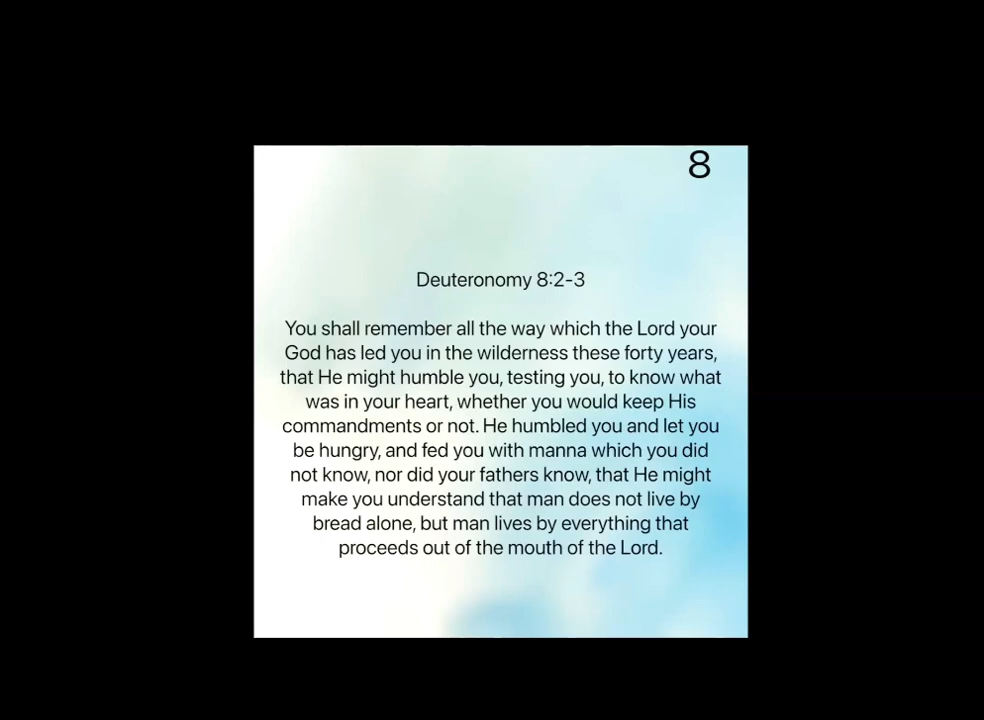 8
Deuteronomy 8:2-3
You shall remember all the way which the Lord your
God has led you in the wilderness these forty years,
that He might humble you, testing you, to know what
was in your heart, whether you would keep His
commandments or not. He humbled you and let you
be hungry, and fed you with manna which you did
not know, nor did your fathers know, that He might
make you understand that man does not live by
bread alone, but man lives by everything that
proceeds out of the mouth of the Lord.